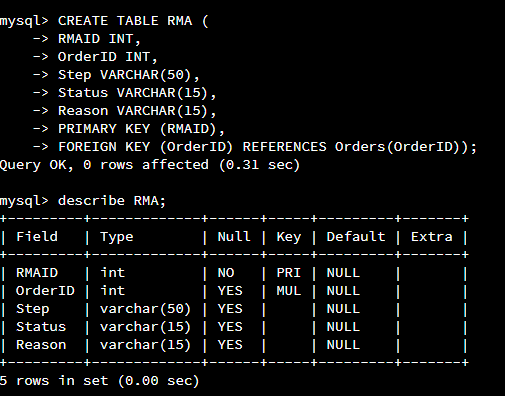 mysql> CREATE TABLE RMA (
    -> RMAID INT,
    -> OrderID INT,
    -> Step VARCHAR(50),
    -> Status VARCHAR(15),
    -> Reason VARCHAR(15),
    -> PRIMARY KEY (RMAID),
    -> FOREIGN KEY (OrderID) REFERENCES Orders(OrderID));
Query OK, 0 rows affected (0.31 sec)

mysql> describe RMA;
+---------+-------------+------+-----+---------+-------+
| Field   | Type        | Null | Key | Default | Extra |
+---------+-------------+------+-----+---------+-------+
| RMAID   | int         | NO   | PRI | NULL    |       |
| OrderID | int         | YES  | MUL | NULL    |       |
| Step    | varchar(50) | YES  |     | NULL    |       |
| Status  | varchar(15) | YES  |     | NULL    |       |
| Reason  | varchar(15) | YES  |     | NULL    |       |
+---------+-------------+------+-----+---------+-------+
5 rows in set (0.00 sec)